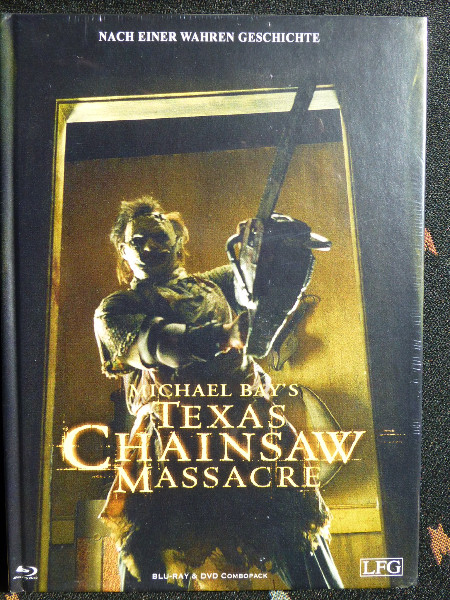 NACH EINER WAHREN GESCHICHTE
MICHAEL BAY'S
TEXAS
CHAINSAW
MASSACRE
BLU-RAY & DVD COMBOPACK
LFG